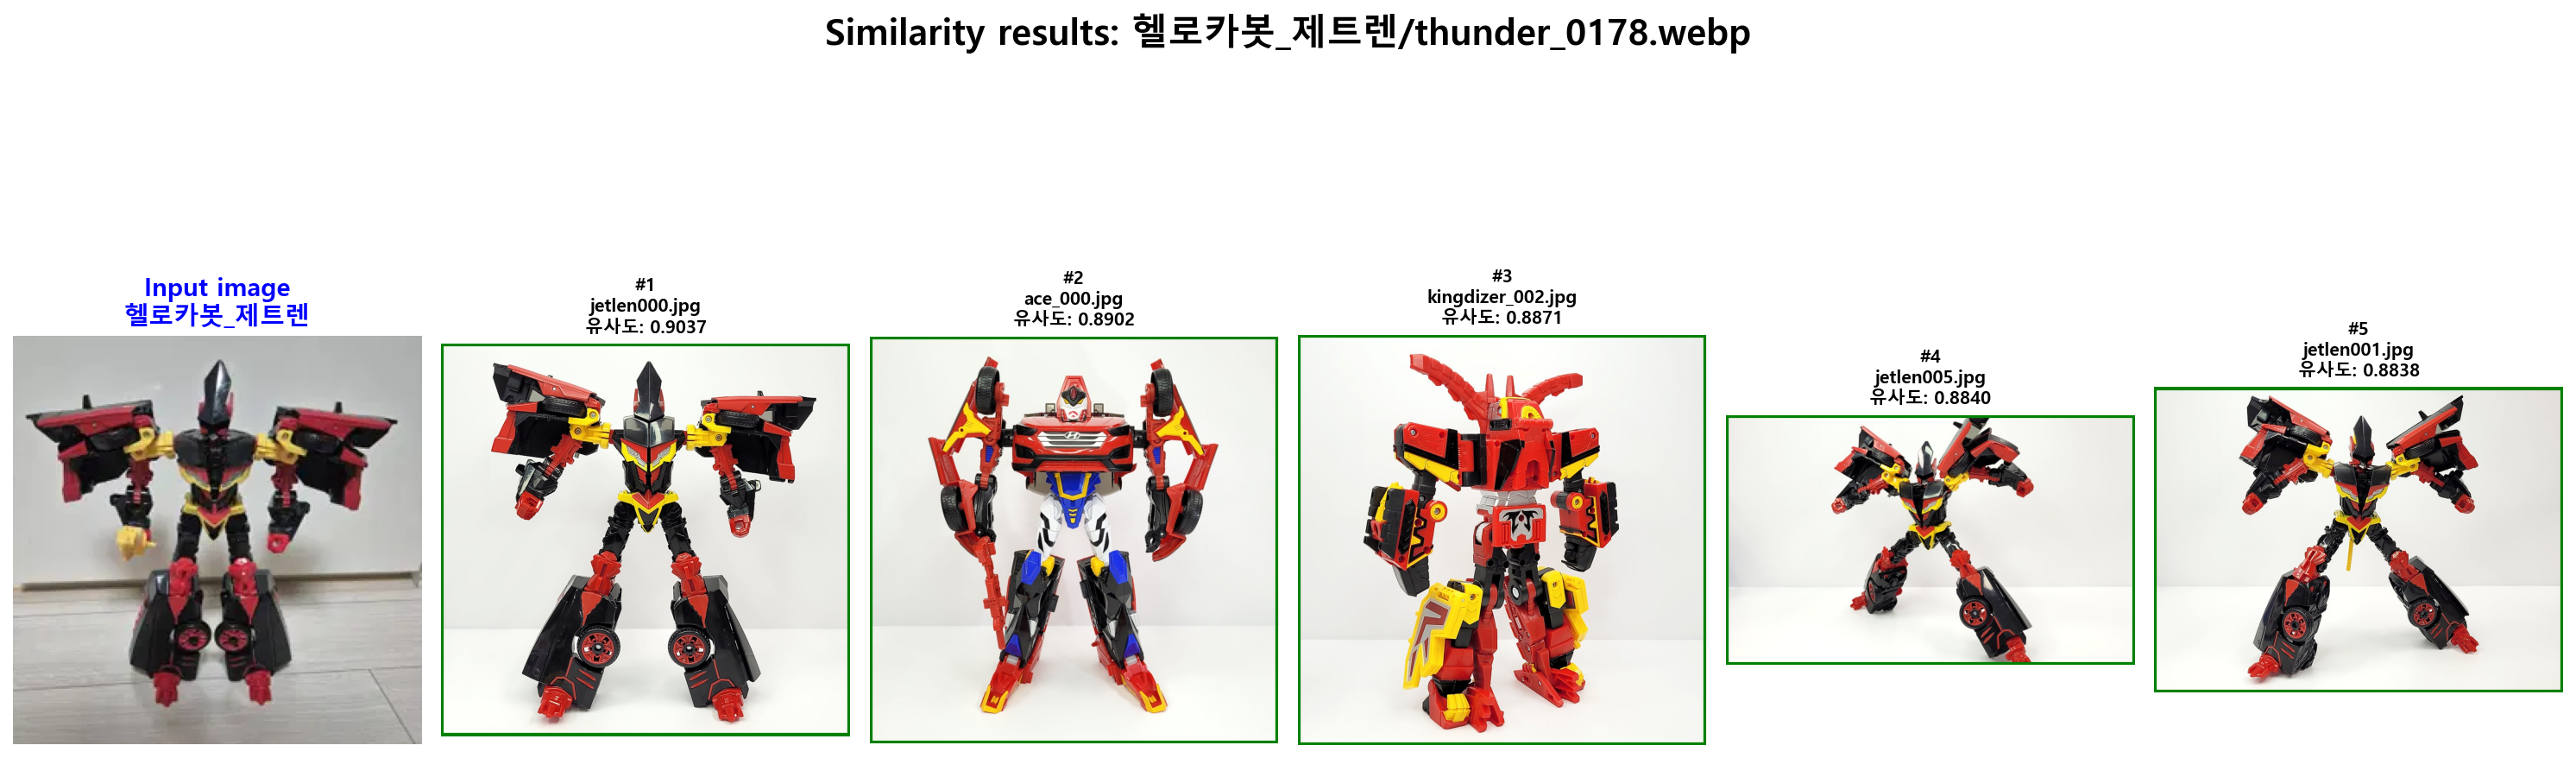 Similarity results: 헬로카봇_제트렌/thunder_0178.webp
Input image
헬로카봇_제트렌
#1
jetlen000.jpg
유사도: 0.9037
#2
ace_000.jpg
유사도: 0.8902
#3
kingdizer_002.jpg
유사도: 0.8871
#4
jetlen005.jpg
유사도: 0.8840
#5
jetlen001.jpg
유사도: 0.8838